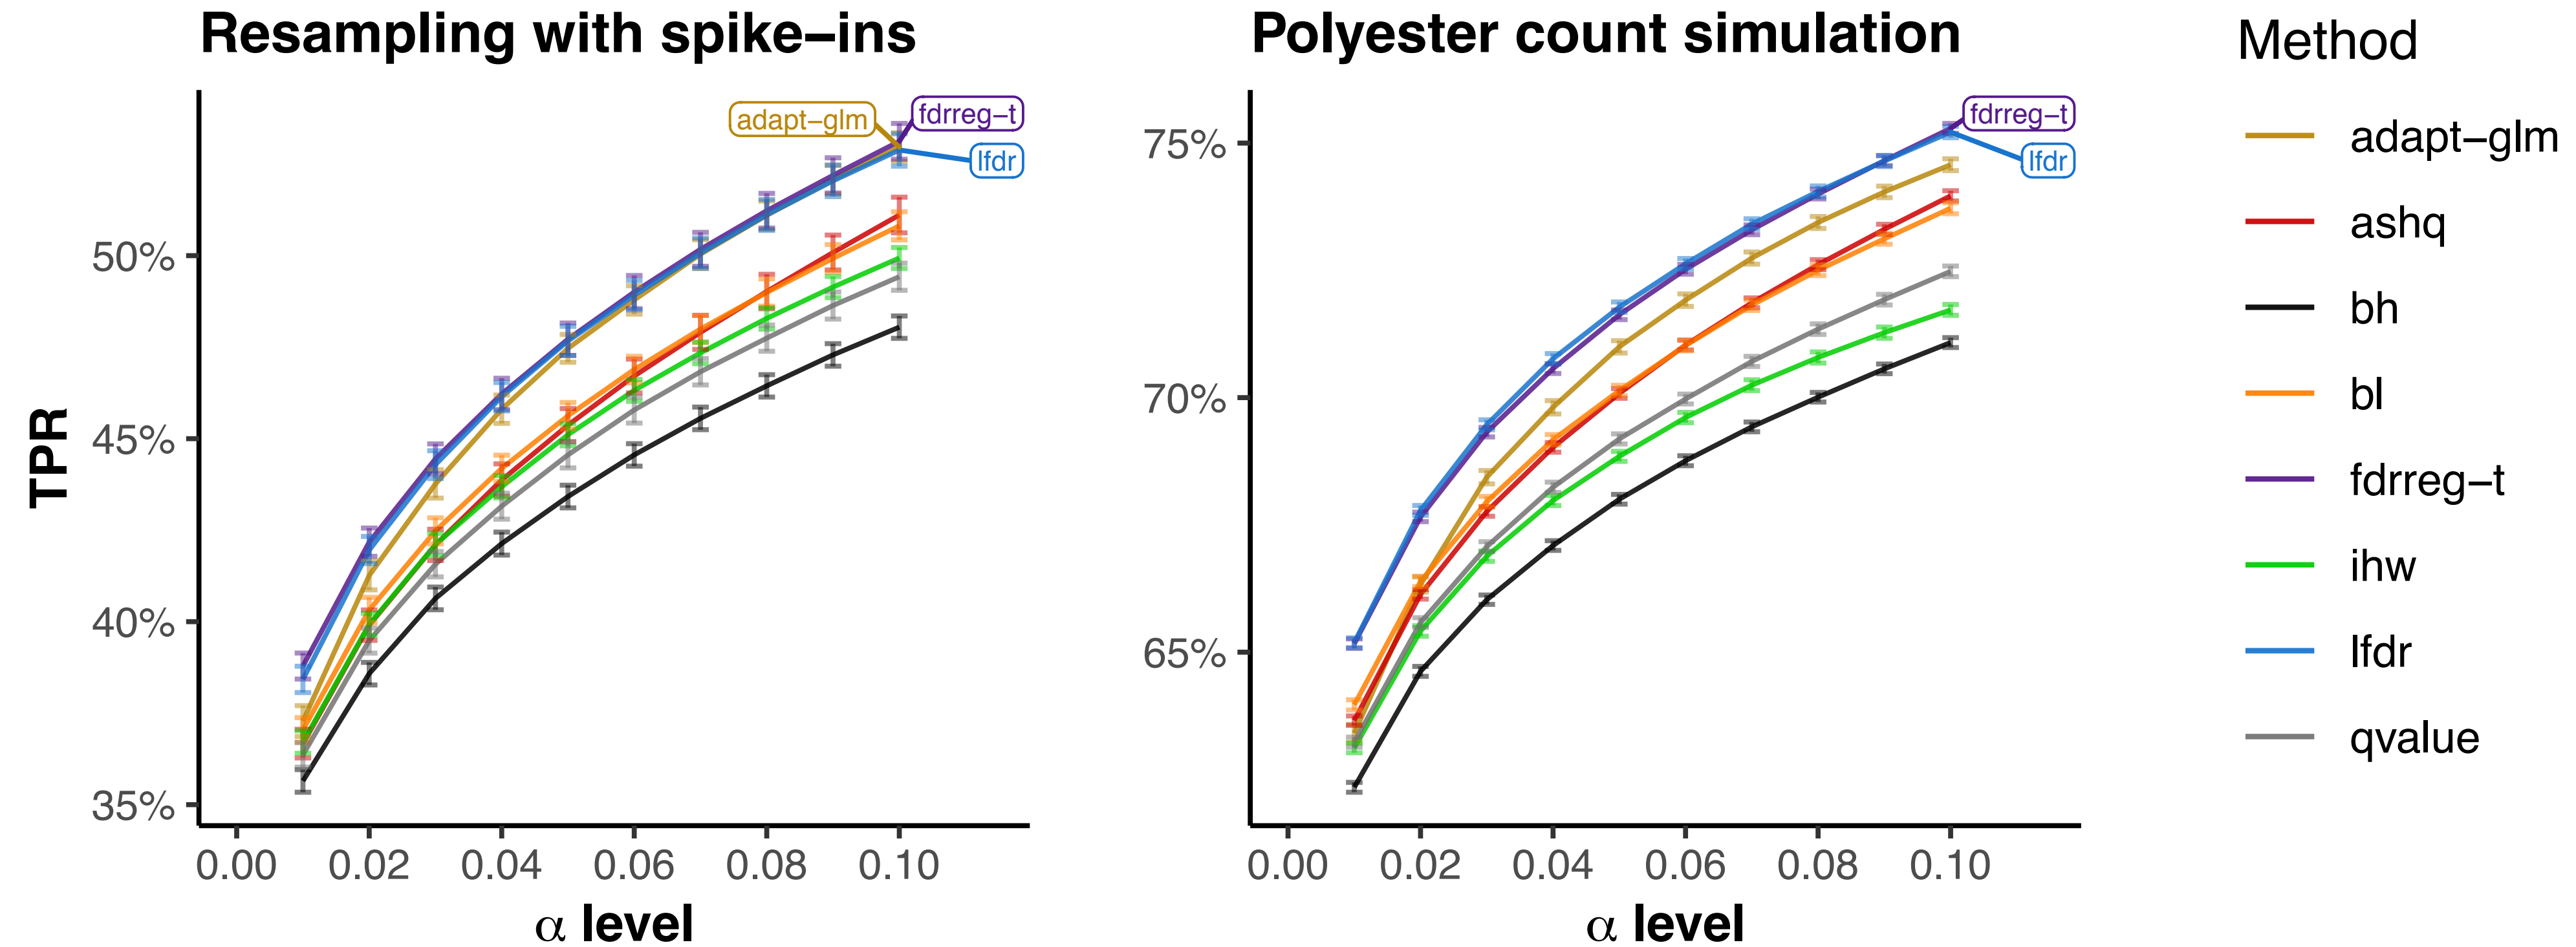 Resampling with spike−ins
Polyester count simulation
Method
adapt−glm
fdrreg−t
lfdr
fdrreg−t
lfdr
TPR
50%
45%
40%
35%
75%
70%
65%
0.00 0.02 0.04 0.06 0.08 0.10
0.00 0.02 0.04 0.06 0.08 0.10
α level
α level
adapt−glm
ashq
bh
bl
fdrreg−t
ihw
lfdr
qvalue